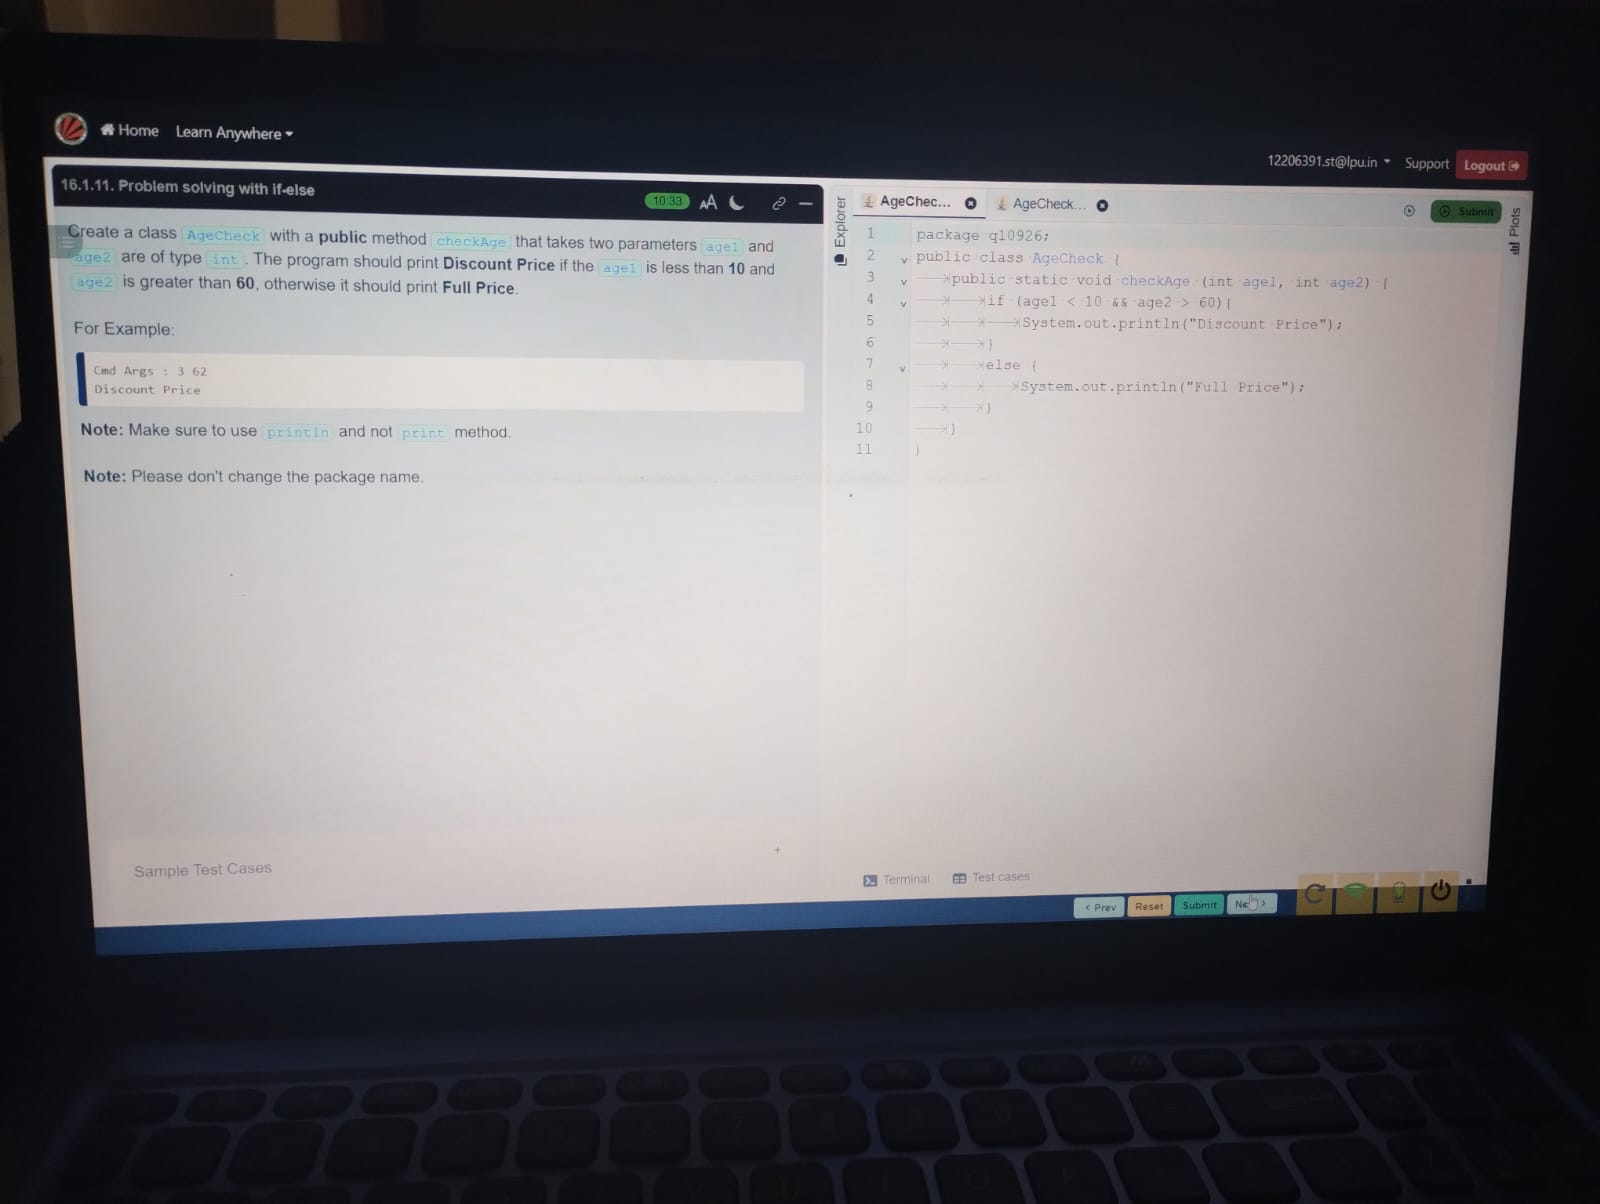 Home Learn Anywhere
12206391.st@lpu.in Support Logout
16.1.11. Problem solving with if-else
10:33 AA
Create a class AgeCheck with a public method checkAge that takes two parameters age1 and
age2 are of type int . The program should print Discount Price if the age1 is less than 10 and
age2 is greater than 60, otherwise it should print Full Price.
For Example:
Cmd Args : 3 62
Discount Price
Note: Make sure to use println and not print method.
Note: Please don't change the package name.
Sample Test Cases
+
Explorer
AgeChec... AgeCheck...
Submit
Plots
1 package q10926;
2 public class AgeCheck {
3 public static void checkAge (int age1, int age2) {
4 if (age1 < 10 && age2 > 60){
5 System.out.println("Discount Price");
6 }
7 else {
8 System.out.println("Full Price");
9 }
10 }
11 }
Terminal Test cases
< Prev Reset Submit >